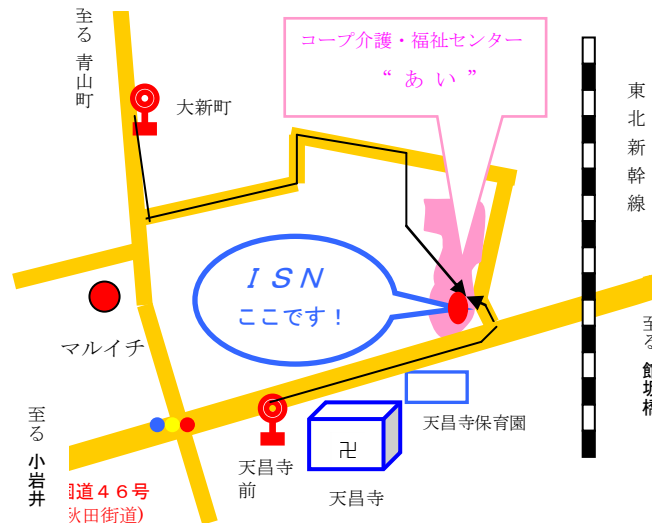 至る 青山町
大新町
コープ介護・福祉センター
“ あ い ”
東北新幹線
ＩＳＮ
ここです！
マルイチ
至る 館坂橋
至る 小岩井
天昌寺保育園
天昌寺
前
卍
天昌寺
国道４６号
秋田街道)